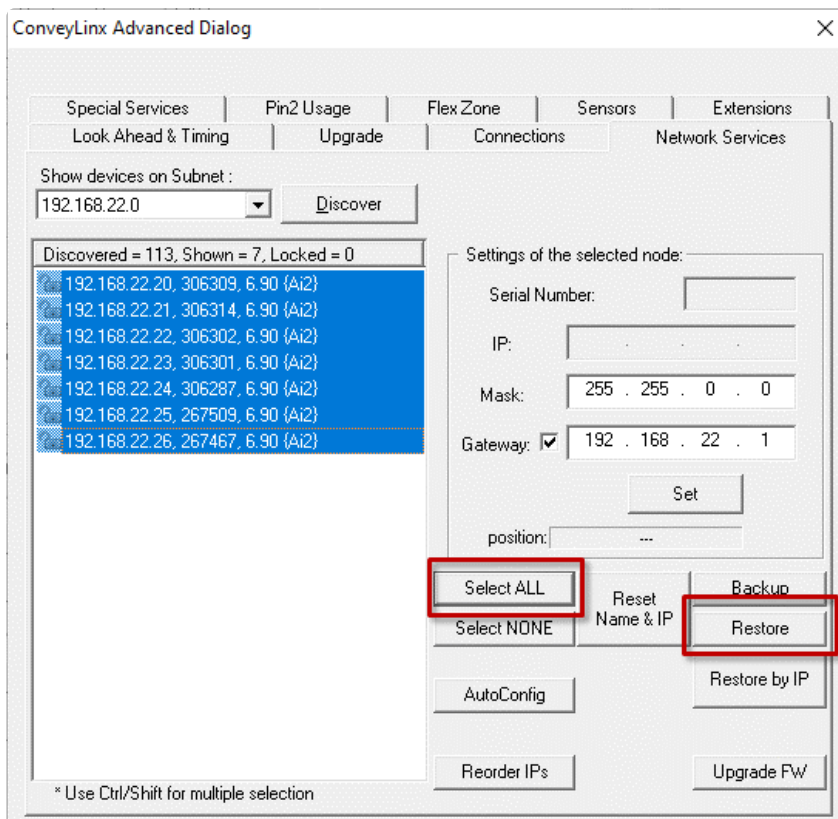 ConveyLinx Advanced Dialog
Special Services Pin2 Usage Flex Zone Sensors Extensions
Look Ahead & Timing Upgrade Connections Network Services
Show devices on Subnet :
192.168.22.0 Discover
Discovered = 113, Shown = 7, Locked = 0
192.168.22.20, 306309, 6.90 {Ai2}
192.168.22.21, 306314, 6.90 {Ai2}
192.168.22.22, 306302, 6.90 {Ai2}
192.168.22.23, 306301, 6.90 {Ai2}
192.168.22.24, 306287, 6.90 {Ai2}
192.168.22.25, 267509, 6.90 {Ai2}
192.168.22.26, 267467, 6.90 {Ai2}
* Use Ctrl/Shift for multiple selection
Settings of the selected node:
Serial Number:
IP: . . .
Mask: 255 . 255 . 0 . 0
Gateway: 192 . 168 . 22 . 1
Set
position: ---
Select ALL
Select NONE
Reset
Name & IP
Backup
Restore
Restore by IP
AutoConfig
Reorder IPs
Upgrade FW